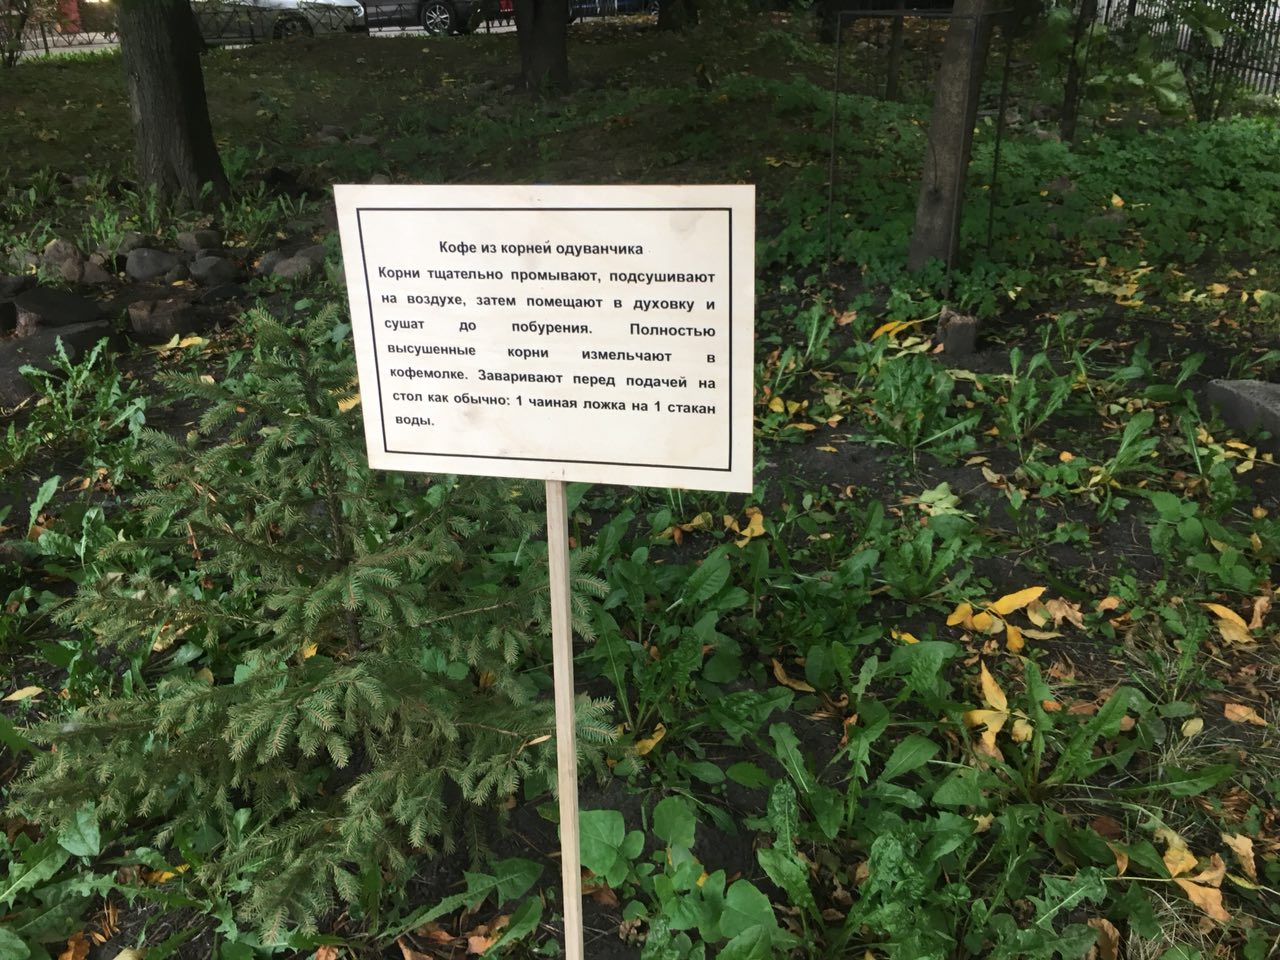 Кофе из корней одуванчика
Корни тщательно промывают, подсушивают
на воздухе, затем помещают в духовку и
сушат до побурения. Полностью
высушенные корни измельчают в
кофемолке. Заваривают перед подачей на
стол как обычно: 1 чайная ложка на 1 стакан
воды.